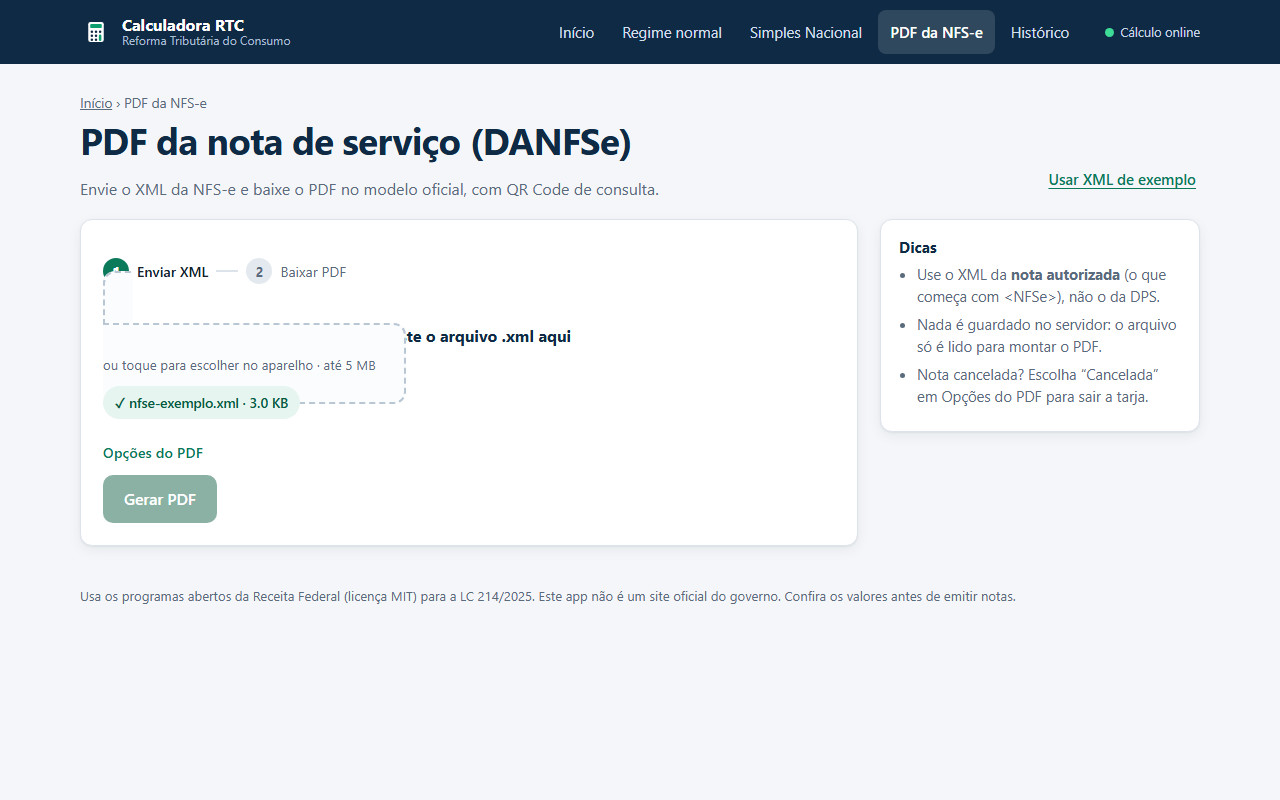 Calculadora RTC
Reforma Tributária do Consumo
Início
Regime normal
Simples Nacional
PDF da NFS-e
Histórico
Cálculo online
Início › PDF da NFS-e
PDF da nota de serviço (DANFSe)
Envie o XML da NFS-e e baixe o PDF no modelo oficial, com QR Code de consulta.
Usar XML de exemplo
Enviar XML
2 Baixar PDF
te o arquivo .xml aqui
ou toque para escolher no aparelho · até 5 MB
✓ nfse-exemplo.xml · 3.0 KB
Opções do PDF
Gerar PDF
Dicas
• Use o XML da nota autorizada (o que
começa com <NFSe>), não o da DPS.
• Nada é guardado no servidor: o arquivo
só é lido para montar o PDF.
• Nota cancelada? Escolha “Cancelada”
em Opções do PDF para sair a tarja.
Usa os programas abertos da Receita Federal (licença MIT) para a LC 214/2025. Este app não é um site oficial do governo. Confira os valores antes de emitir notas.